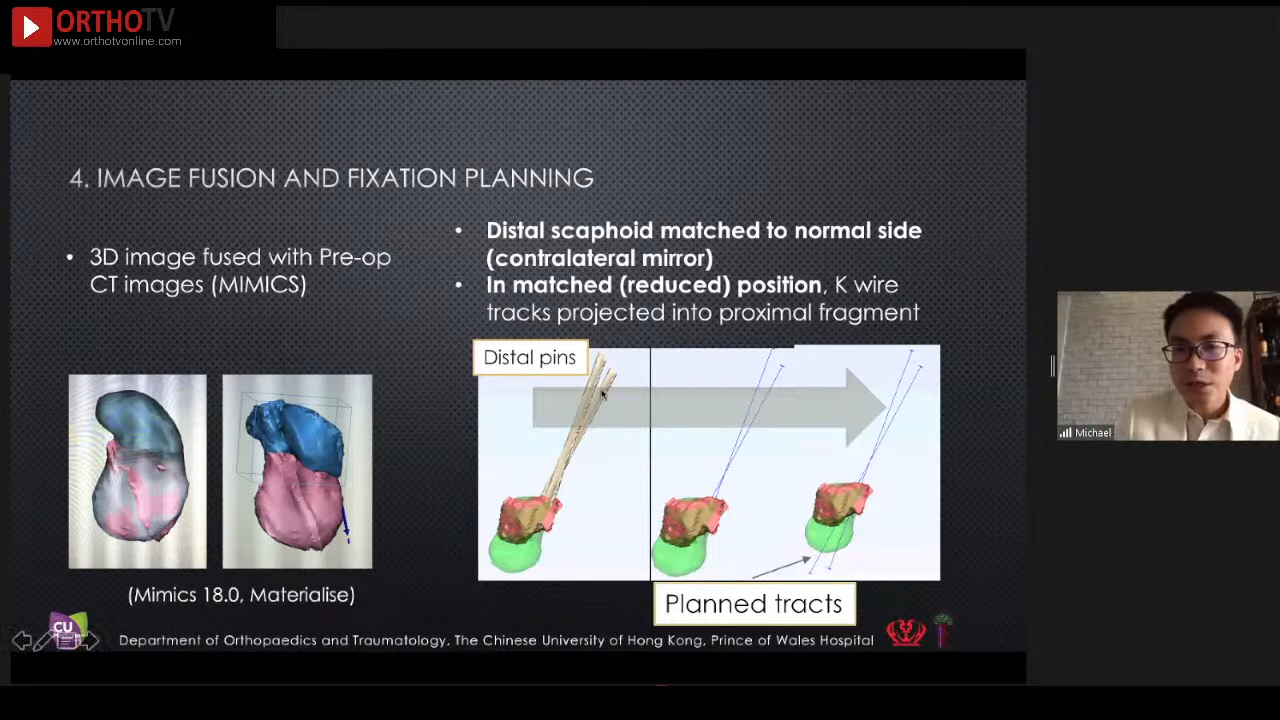 ORTHOTV
www.orthotvonline.com
4. IMAGE FUSION AND FIXATION PLANNING
• 3D image fused with Pre-op
CT images (MIMICS)
• Distal scaphoid matched to normal side
(contralateral mirror)
• In matched (reduced) position, K wire
tracks projected into proximal fragment
Distal pins
Planned tracts
(Mimics 18.0, Materialise)
CU
Department of Orthopaedics and Traumatology, The Chinese University of Hong Kong, Prince of Wales Hospital
Michael